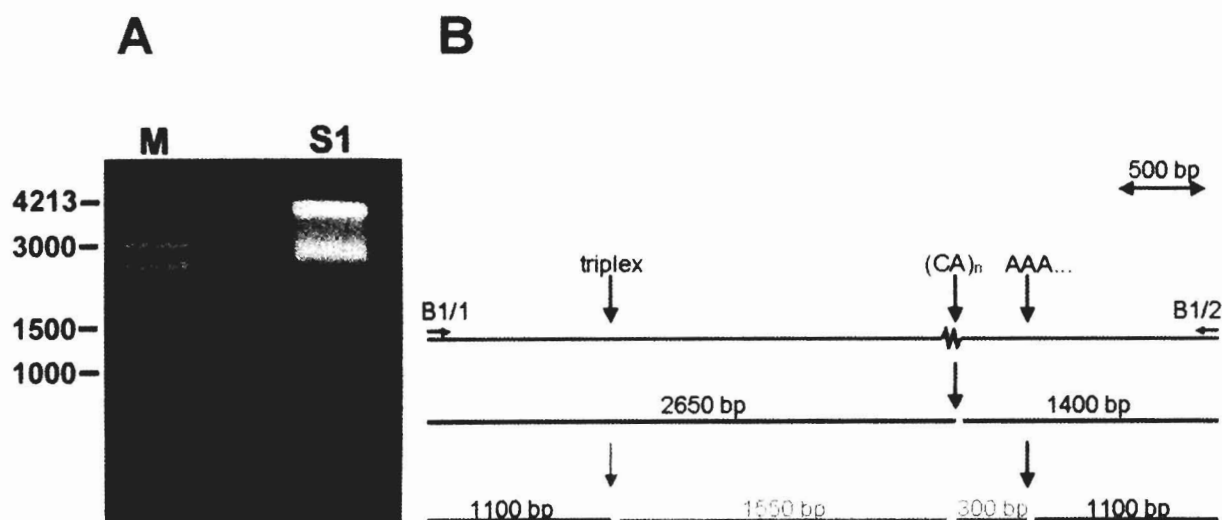 A B
M S1
4213
3000
1500
1000
500 bp
triplex (CA)n AAA...
B1/1 B1/2
2650 bp 1400 bp
1100 bp 1550 bp 300 bp 1100 bp